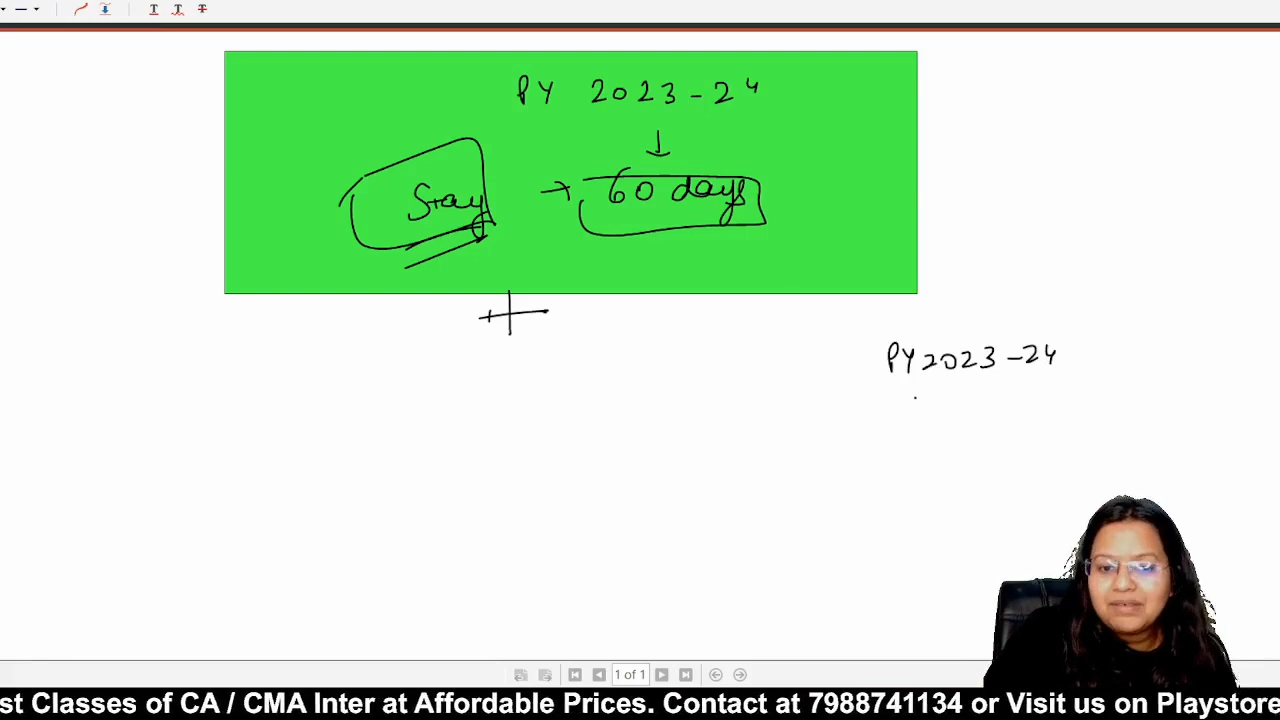 PY 2023-24
Stay → 60 days
PY 2023-24
1 of 1
st Classes of CA / CMA Inter at Affordable Prices. Contact at 7988741134 or Visit us on Playstore